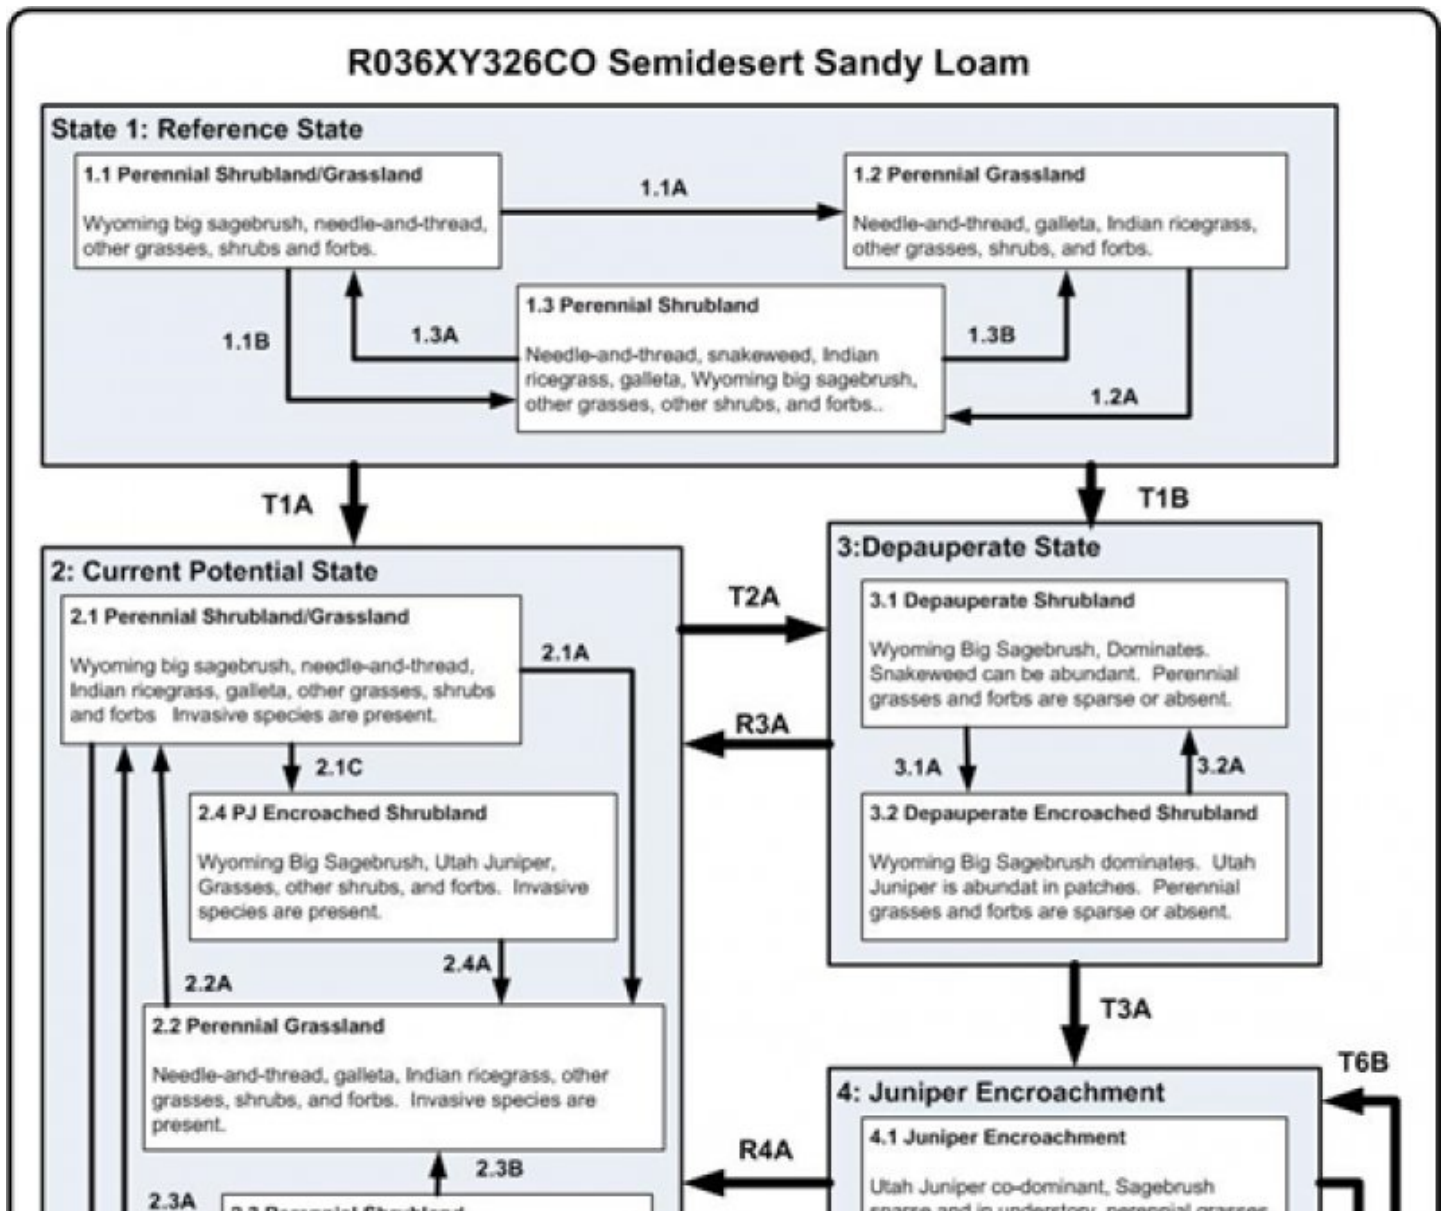 R036XY326CO Semidesert Sandy Loam
State 1: Reference State
1.1 Perennial Shrubland/Grassland
Wyoming big sagebrush, needle-and-thread,
other grasses, shrubs and forbs.
1.1A
1.2 Perennial Grassland
Needle-and-thread, galleta, Indian ricegrass,
other grasses, shrubs, and forbs.
1.1B
1.3A
1.3 Perennial Shrubland
Needle-and-thread, snakeweed, Indian
ricegrass, galleta, Wyoming big sagebrush,
other grasses, other shrubs, and forbs..
1.3B
1.2A
T1A
T1B
2: Current Potential State
2.1 Perennial Shrubland/Grassland
Wyoming big sagebrush, needle-and-thread,
Indian ricegrass, galleta, other grasses, shrubs
and forbs Invasive species are present.
2.1A
2.1C
2.4 PJ Encroached Shrubland
Wyoming Big Sagebrush, Utah Juniper,
Grasses, other shrubs, and forbs. Invasive
species are present.
2.4A
2.2A
2.2 Perennial Grassland
Needle-and-thread, galleta, Indian ricegrass, other
grasses, shrubs, and forbs. Invasive species are
present.
2.3B
2.3A
2.3 Perennial Shrubland
T2A
R3A
3:Depauperate State
3.1 Depauperate Shrubland
Wyoming Big Sagebrush, Dominates.
Snakeweed can be abundant. Perennial
grasses and forbs are sparse or absent.
3.1A
3.2A
3.2 Depauperate Encroached Shrubland
Wyoming Big Sagebrush dominates. Utah
Juniper is abundat in patches. Perennial
grasses and forbs are sparse or absent.
T3A
T6B
R4A
4: Juniper Encroachment
4.1 Juniper Encroachment
Utah Juniper co-dominant, Sagebrush
sparse and in understory, perennial grasses